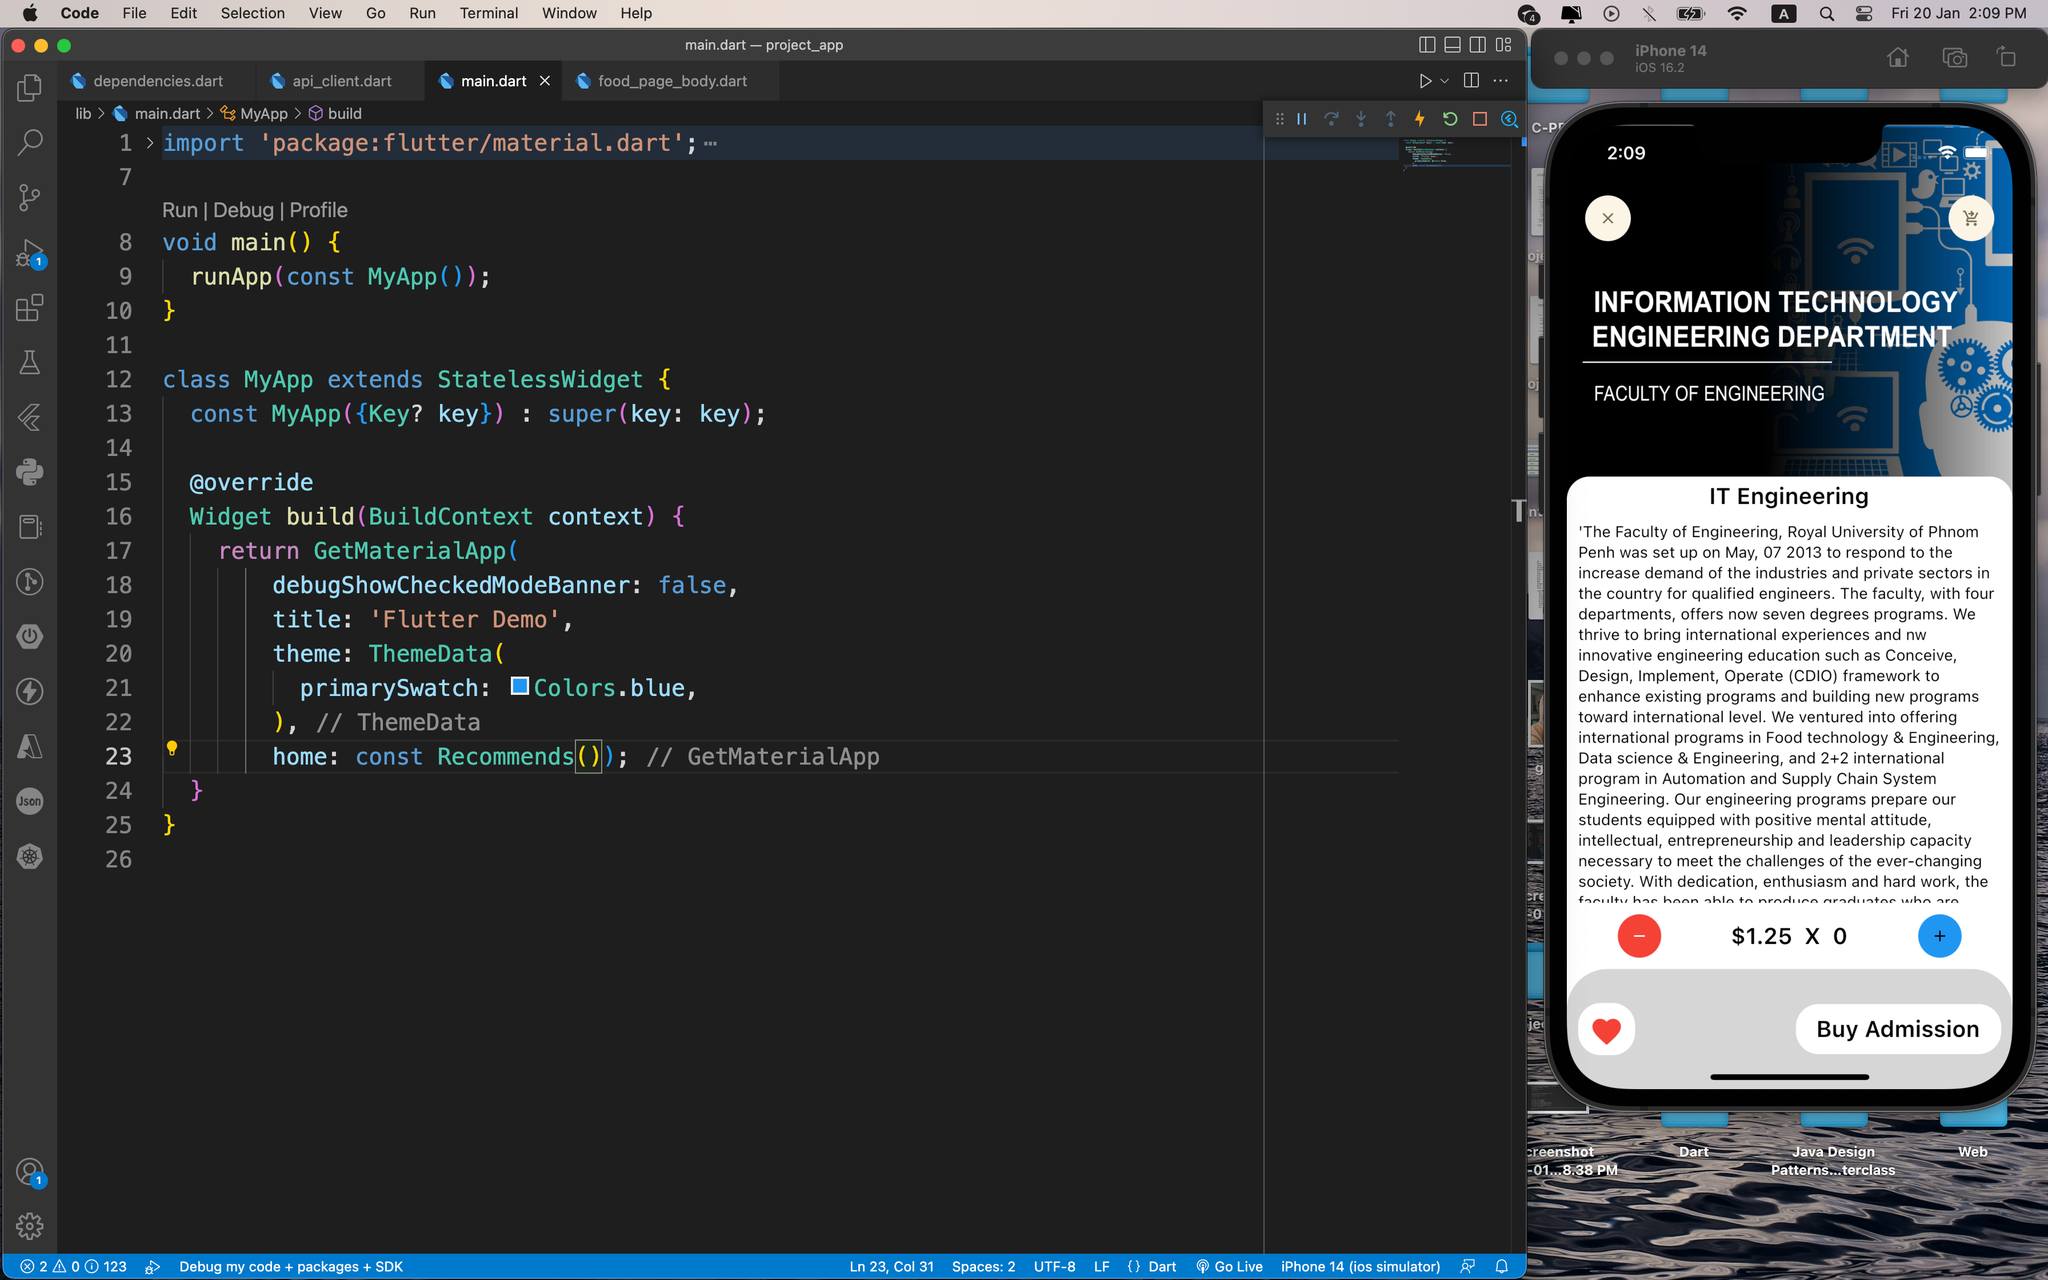 Code File Edit Selection View Go Run Terminal Window Help
4 A Fri 20 Jan 2:09 PM
main.dart — project_app
dependencies.dart api_client.dart main.dart food_page_body.dart
lib > main.dart > MyApp > build
1 import 'package:flutter/material.dart';
7
Run | Debug | Profile
8 void main() {
9 runApp(const MyApp());
10 }
11
12 class MyApp extends StatelessWidget {
13 const MyApp({Key? key}) : super(key: key);
14
15 @override
16 Widget build(BuildContext context) {
17 return GetMaterialApp(
18 debugShowCheckedModeBanner: false,
19 title: 'Flutter Demo',
20 theme: ThemeData(
21 primarySwatch: Colors.blue,
22 ), // ThemeData
23 home: const Recommends()); // GetMaterialApp
24 }
25 }
26
1
Json
1
2 0 123 Debug my code + packages + SDK
Ln 23, Col 31 Spaces: 2 UTF-8 LF {} Dart Go Live iPhone 14 (ios simulator)
iPhone 14
iOS 16.2
2:09
INFORMATION TECHNOLOGY
ENGINEERING DEPARTMENT
FACULTY OF ENGINEERING
IT Engineering
'The Faculty of Engineering, Royal University of Phnom
Penh was set up on May, 07 2013 to respond to the
increase demand of the industries and private sectors in
the country for qualified engineers. The faculty, with four
departments, offers now seven degrees programs. We
thrive to bring international experiences and nw
innovative engineering education such as Conceive,
Design, Implement, Operate (CDIO) framework to
enhance existing programs and building new programs
toward international level. We ventured into offering
international programs in Food technology & Engineering,
Data science & Engineering, and 2+2 international
program in Automation and Supply Chain System
Engineering. Our engineering programs prepare our
students equipped with positive mental attitude,
intellectual, entrepreneurship and leadership capacity
necessary to meet the challenges of the ever-changing
society. With dedication, enthusiasm and hard work, the
faculty has been able to produce graduates who are
$1.25 X 0
Buy Admission
creenshot
-01...8.38 PM
Dart
Java Design
Patterns...terclass
Web